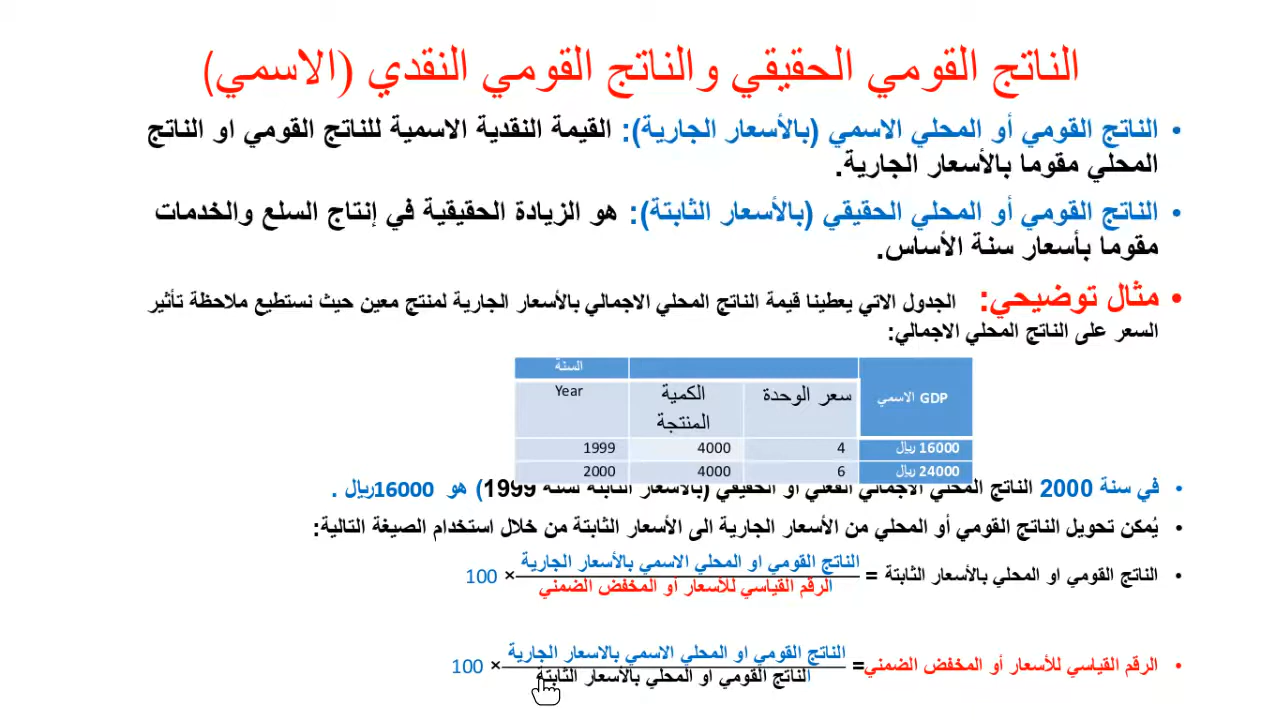 الناتج القومي الحقيقي والناتج القومي النقدي (الاسمي)
• الناتج القومي أو المحلي الاسمي (بالأسعار الجارية): القيمة النقدية الاسمية للناتج القومي او الناتج
المحلي مقوما بالأسعار الجارية.
• الناتج القومي أو المحلي الحقيقي (بالأسعار الثابتة): هو الزيادة الحقيقية في إنتاج السلع والخدمات
مقوما بأسعار سنة الأساس.
• مثال توضيحي: الجدول الاتي يعطينا قيمة الناتج المحلي الاجمالي بالأسعار الجارية لمنتج معين حيث نستطيع ملاحظة تأثير
السعر على الناتج المحلي الاجمالي:
GDP الاسمي السنة
سعر الوحدة الكمية المنتجة Year
16000 ريال 4 4000 1999
24000 ريال 6 4000 2000
• في سنة 2000 الناتج المحلي الاجمالي الفعلي او الحقيقي (بالأسعار الثابتة لسنة 1999) هو 16000ريال .
• يُمكن تحويل الناتج القومي أو المحلي من الأسعار الجارية الى الأسعار الثابتة من خلال استخدام الصيغة التالية:
الناتج القومي او المحلي الاسمي بالأسعار الجارية
• الناتج القومي او المحلي بالأسعار الثابتة = × 100
الرقم القياسي للأسعار أو المخفض الضمني
الناتج القومي او المحلي الاسمي بالاسعار الجارية
• الرقم القياسي للأسعار أو المخفض الضمني= × 100
الناتج القومي او المحلي بالأسعار الثابتة